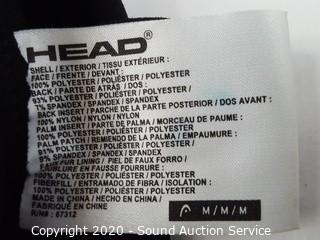 HEAD®
SHELL / EXTERIOR / TISSU EXTÉRIEUR :
FACE / FRENTE / DEVANT :
100% POLYESTER / POLIÉSTER / POLYESTER
BACK / PARTE DE ATRÁS / DOS :
93% POLYESTER / POLIÉSTER / POLYESTER
7% SPANDEX / SPANDEX / SPANDEX
BACK INSERT / PARCHE DE LA PARTE POSTERIOR / DOS AVANT :
100% NYLON / NYLON / NYLON
PALM INSERT / PARTE DE PALMA / MORCEAU DE PAUME :
100% POLYESTER / POLIÉSTER / POLYESTER
PALM PATCH / REMIENDO DE LA PALMA / EMPAUMURE :
91% POLYESTER / POLIÉSTER / POLYESTER
9% SPANDEX / SPANDEX / SPANDEX
FAUX FUR LINING / PIEL DE FAUX FORRO /
DOUBLURE EN FAUSSE FOURRURE :
100% POLYESTER / POLIÉSTER / POLYESTER
FIBERFILL / ENTRAMADO DE FIBRA / ISOLATION :
100% POLYESTER / POLIÉSTER / POLYESTER
MADE IN CHINA / HECHO EN CHINA /
FABRIQUÉ EN CHINE
R/N# : 67312
M/M/M
Copyright 2020 - Sound Auction Service